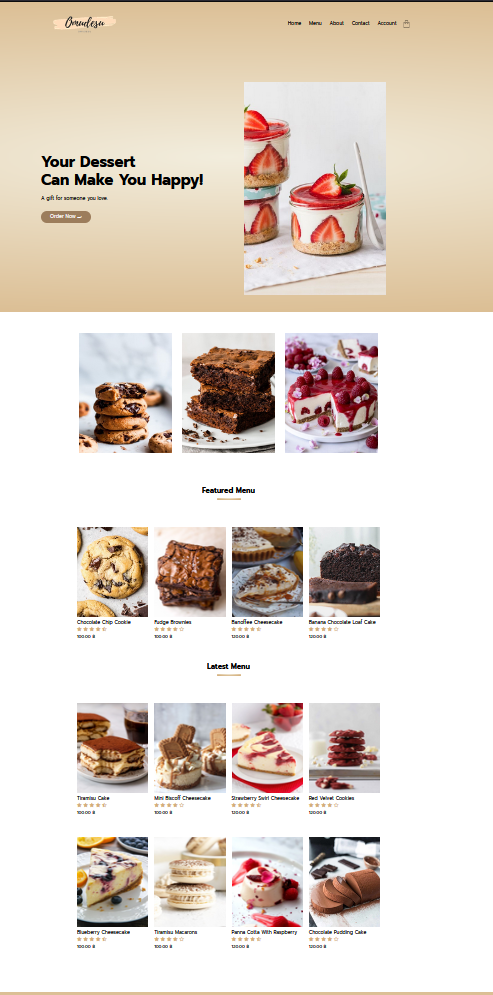 Omudesu
Home Menu About Contact Account
Your Dessert
Can Make You Happy!
A gift for someone you love.
Order Now
Featured Menu
Chocolate Chip Cookie
100.00 B
Fudge Brownies
100.00 B
Banoffee Cheesecake
120.00 B
Banana Chocolate Loaf Cake
120.00 B
Latest Menu
Tiramisu Cake
100.00 B
Mini Biscoff Cheesecake
100.00 B
Strawberry Swirl Cheesecake
120.00 B
Red Velvet Cookies
120.00 B
Blueberry Cheesecake
100.00 B
Tiramisu Macarons
100.00 B
Panna Cotta With Raspberry
120.00 B
Chocolate Pudding Cake
120.00 B